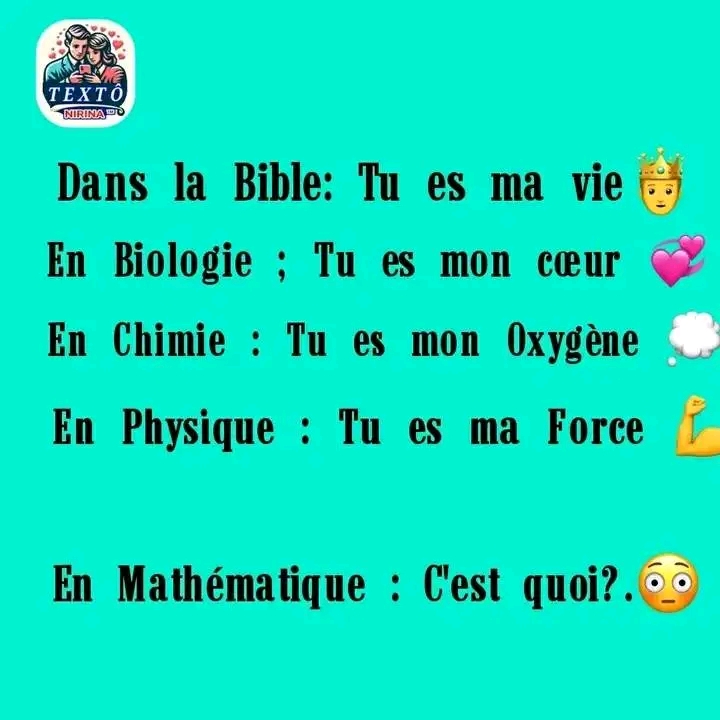 TEXTÔ
NIRINA™
Dans la Bible: Tu es ma vie🤴
En Biologie ; Tu es mon cœur 💞
En Chimie : Tu es mon Oxygène 💭
En Physique : Tu es ma Force 💪
En Mathématique : C'est quoi?.😳